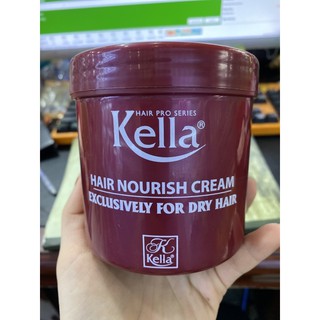 HAIR PRO SERIES
Kella®
HAIR NOURISH CREAM
EXCLUSIVELY FOR DRY HAIR
K
Kella®